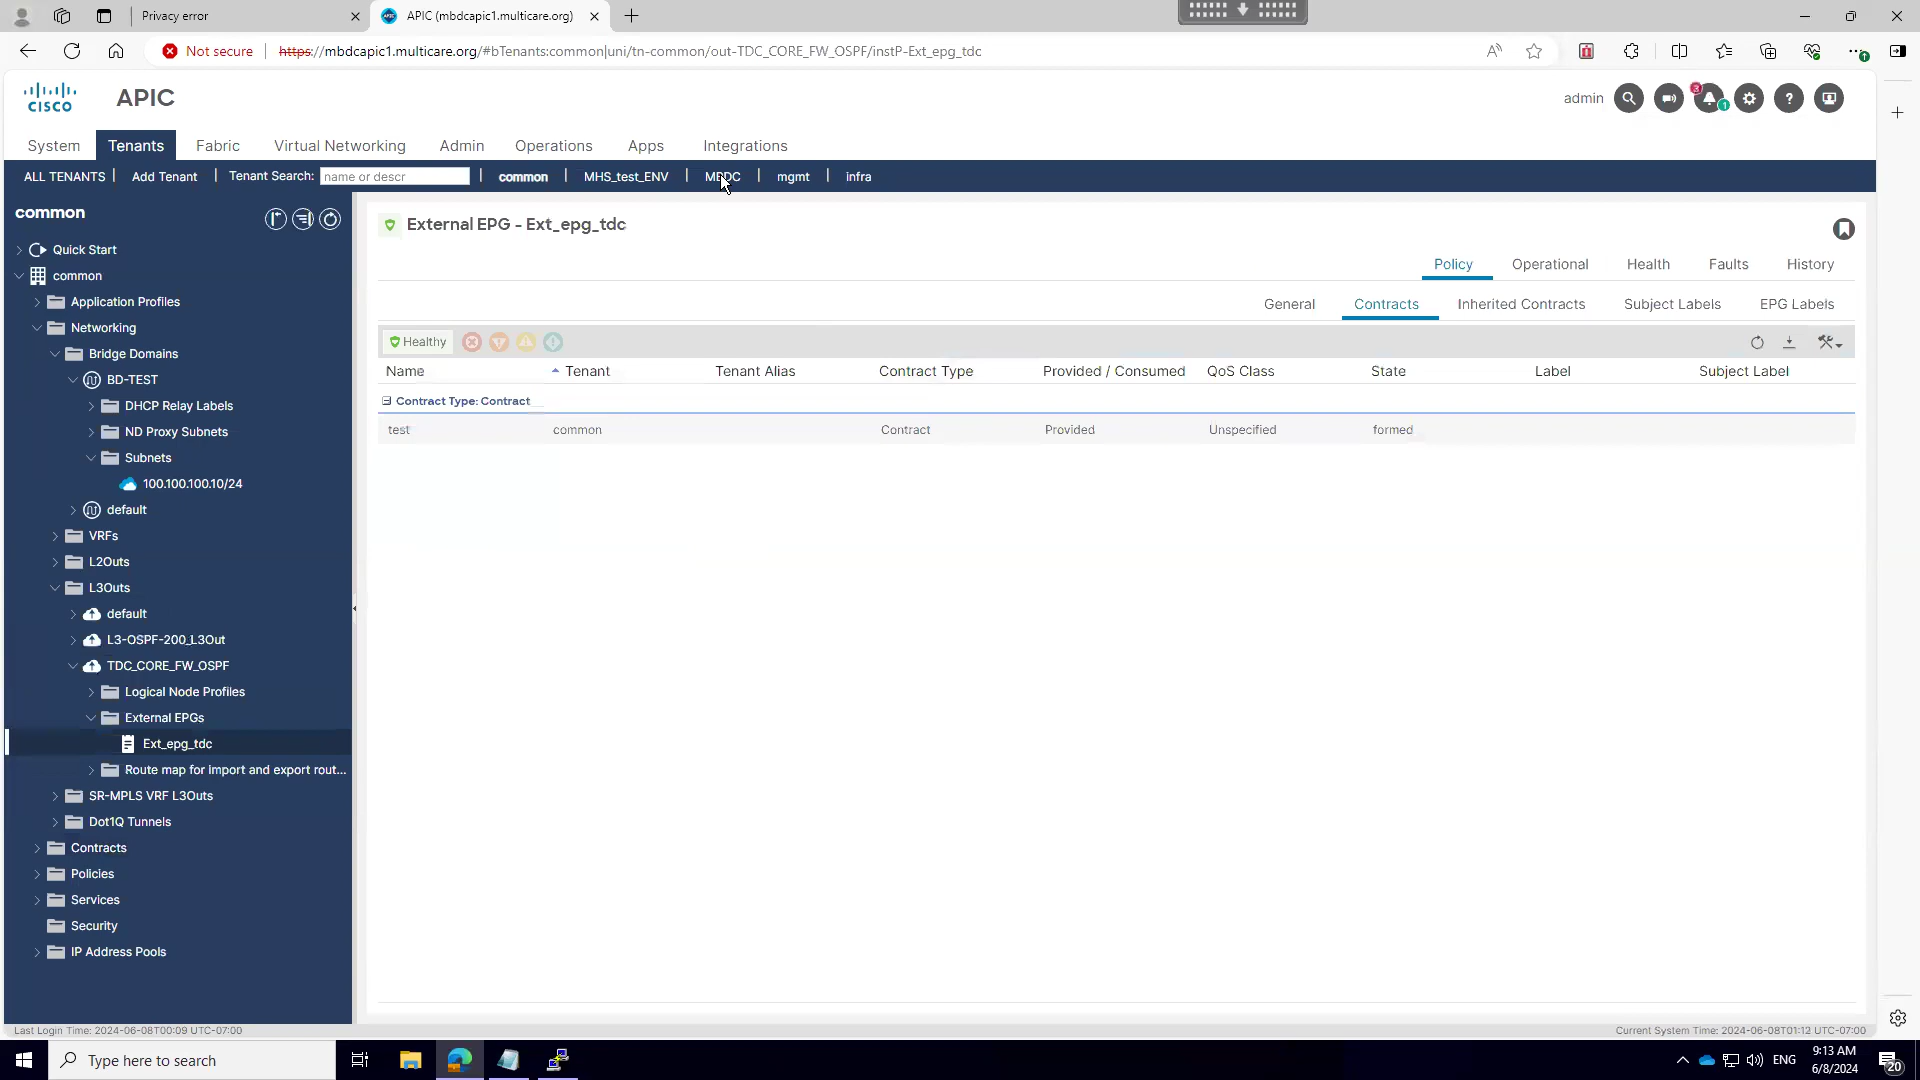 Privacy error
APIC (mbdcapic1.multicare.org)
Not secure
https://mbdcapic1.multicare.org/#bTenants:common|uni/tn-common/out-TDC_CORE_FW_OSPF/instP-Ext_epg_tdc
CISCO
APIC
admin
3
1
System
Tenants
Fabric
Virtual Networking
Admin
Operations
Apps
Integrations
ALL TENANTS
Add Tenant
Tenant Search:
name or descr
common
MHS_test_ENV
mgmt
infra
common
Quick Start
common
Application Profiles
Networking
Bridge Domains
BD-TEST
DHCP Relay Labels
ND Proxy Subnets
Subnets
100.100.100.10/24
default
VRFs
L2Outs
L3Outs
default
L3-OSPF-200_L3Out
TDC_CORE_FW_OSPF
Logical Node Profiles
External EPGs
Ext_epg_tdc
Route map for import and export rout...
SR-MPLS VRF L3Outs
Dot1Q Tunnels
Contracts
Policies
Services
Security
IP Address Pools
External EPG - Ext_epg_tdc
Policy
Operational
Health
Faults
History
General
Contracts
Inherited Contracts
Subject Labels
EPG Labels
Healthy
Name
Tenant
Tenant Alias
Contract Type
Provided / Consumed
QoS Class
State
Label
Subject Label
Contract Type: Contract
test
common
Contract
Provided
Unspecified
formed
Last Login Time: 2024-06-08T00:09 UTC-07:00
Current System Time: 2024-06-08T01:12 UTC-07:00
Type here to search
ENG
9:13 AM
6/8/2024
20